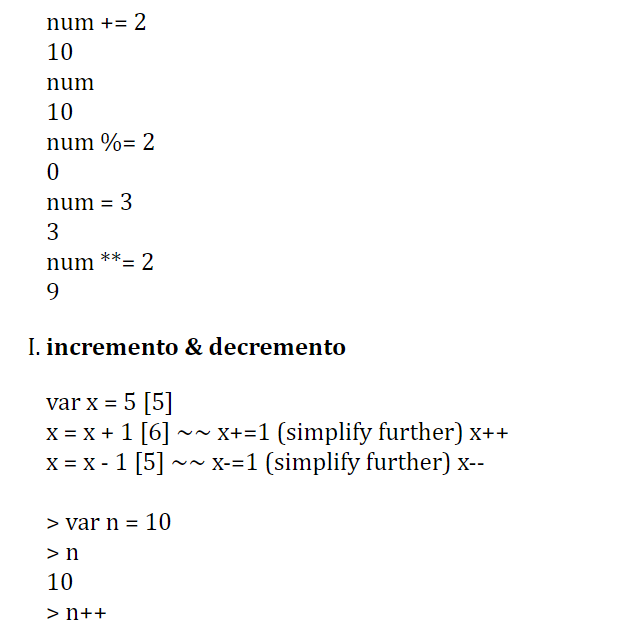 num += 2
10
num
10
num %= 2
0
num = 3
3
num **= 2
9
I. incremento & decremento
var x = 5 [5]
x = x + 1 [6] ~~ x+=1 (simplify further) x++
x = x - 1 [5] ~~ x-=1 (simplify further) x--
> var n = 10
> n
10
> n++